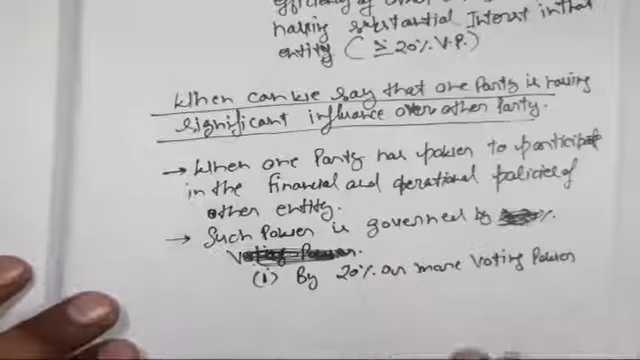 having substantial Interest in that
entity ( ≥ 20% V.P.)
When can we say that one Party is having
significant influence over other Party.
→ When one Party has power to participate
in the financial and operational policies of
other entity.
→ Such Power is governed by
(i) By 20% or more Voting Power